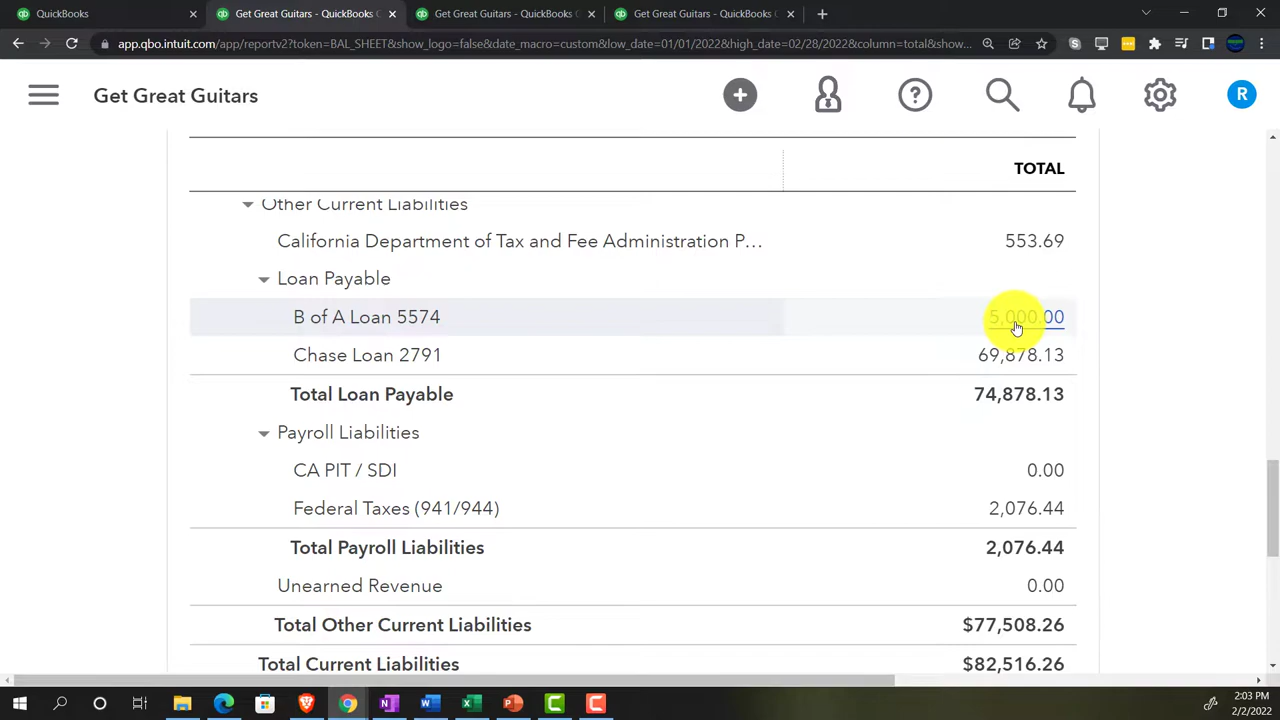 QuickBooks
Get Great Guitars - QuickBooks C
Get Great Guitars - QuickBooks C
Get Great Guitars - QuickBooks C
app.qbo.intuit.com/app/reportv2?token=BAL_SHEET&show_logo=false&date_macro=custom&low_date=01/01/2022&high_date=02/28/2022&column=total&show...
Get Great Guitars
R
TOTAL
Other Current Liabilities
California Department of Tax and Fee Administration P... 553.69
Loan Payable
B of A Loan 5574 5,000.00
Chase Loan 2791 69,878.13
Total Loan Payable 74,878.13
Payroll Liabilities
CA PIT / SDI 0.00
Federal Taxes (941/944) 2,076.44
Total Payroll Liabilities 2,076.44
Unearned Revenue 0.00
Total Other Current Liabilities $77,508.26
Total Current Liabilities $82,516.26
2:03 PM
2/2/2022